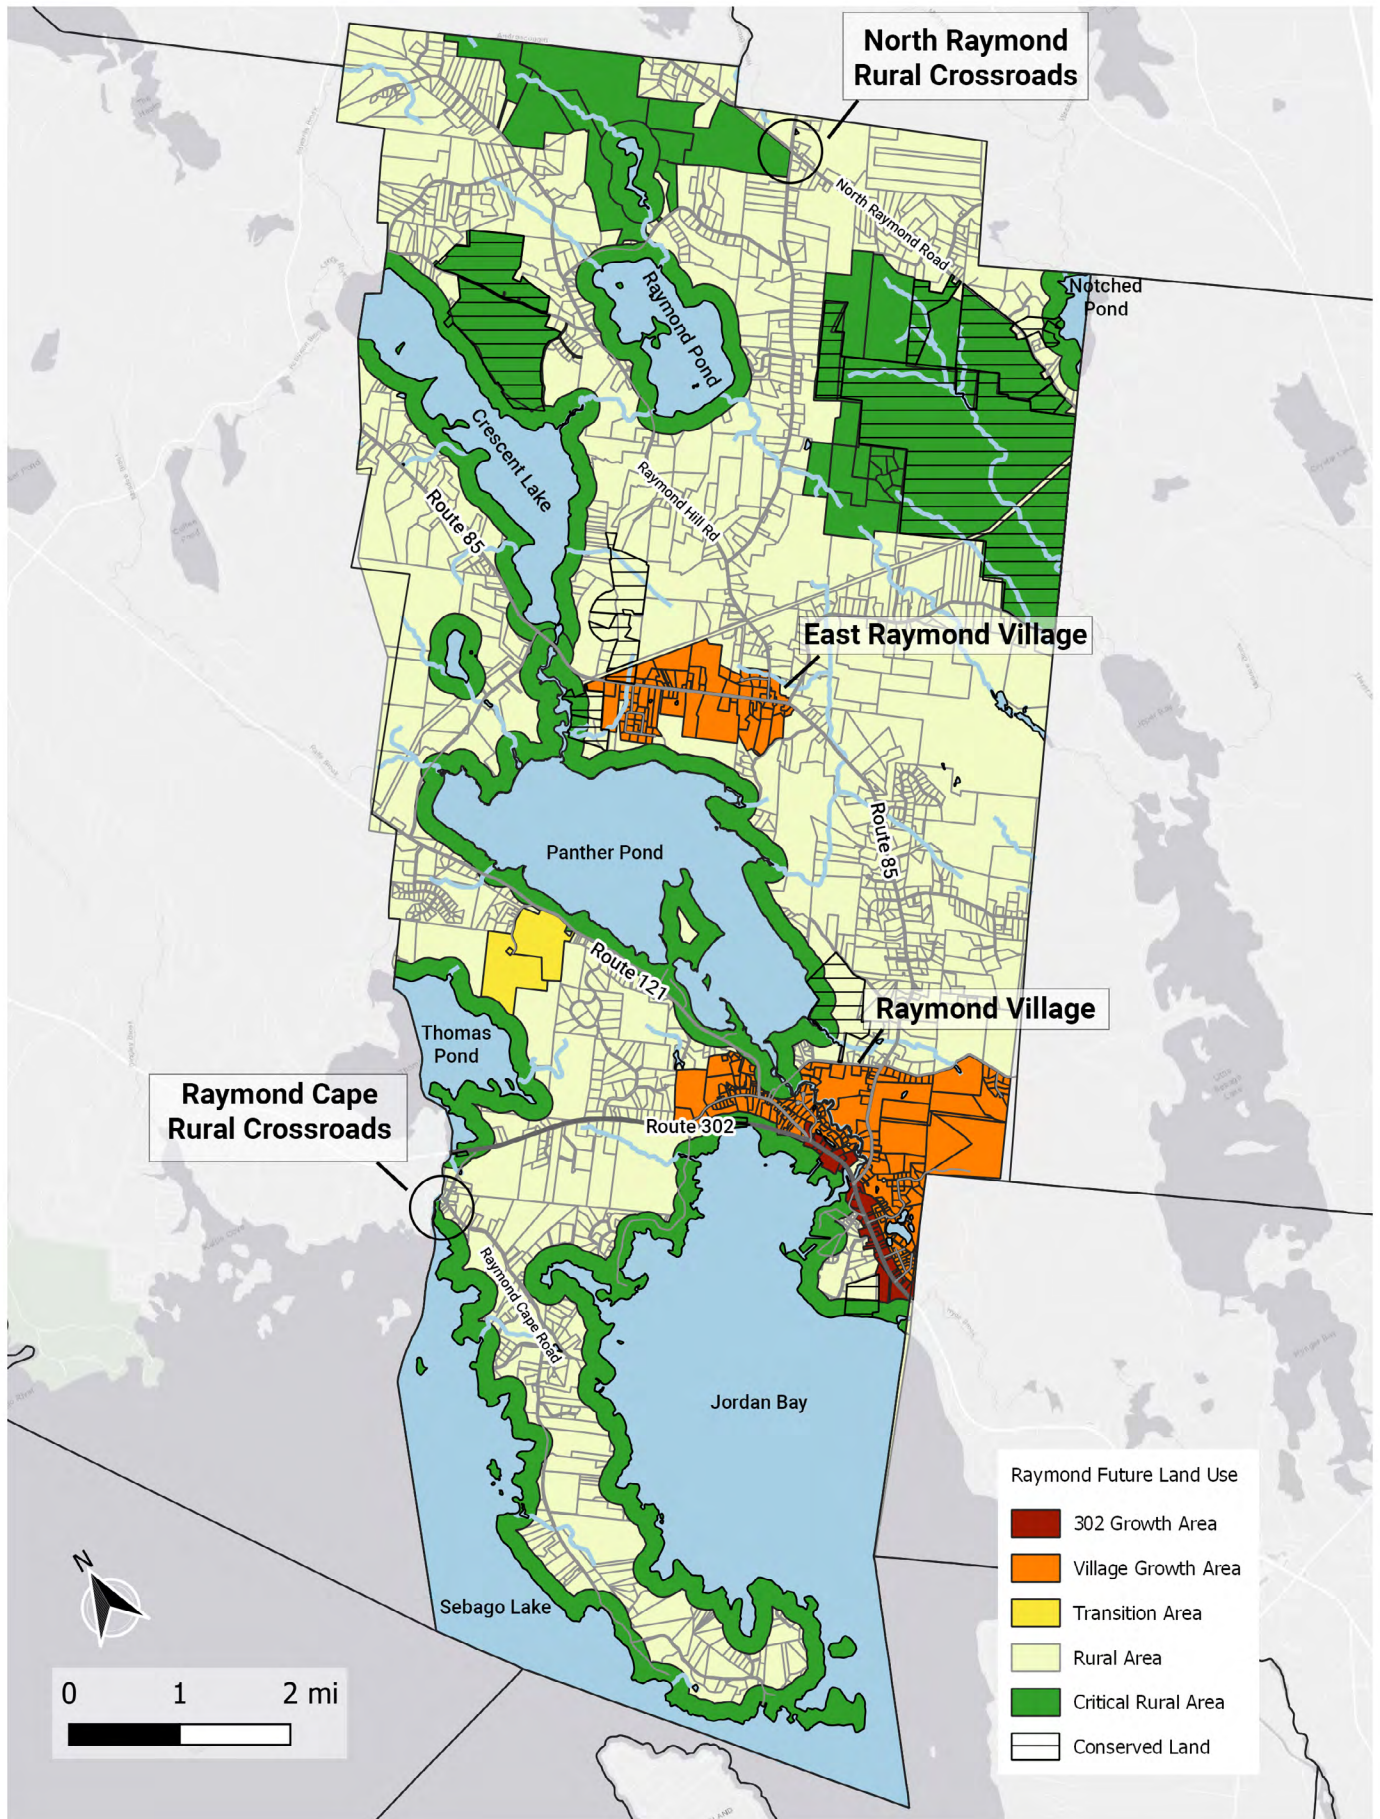 North Raymond
Rural Crossroads
North Raymond Road
Notched
Pond
Raymond Pond
Crescent Lake
Raymond Hill Rd
Route 85
East Raymond Village
Route 85
Panther Pond
Route 121
Raymond Village
Thomas
Pond
Raymond Cape
Rural Crossroads
Route 302
Raymond Cape Road
Jordan Bay
Sebago Lake
Raymond Future Land Use
302 Growth Area
Village Growth Area
Transition Area
Rural Area
Critical Rural Area
Conserved Land
N
0 1 2 mi